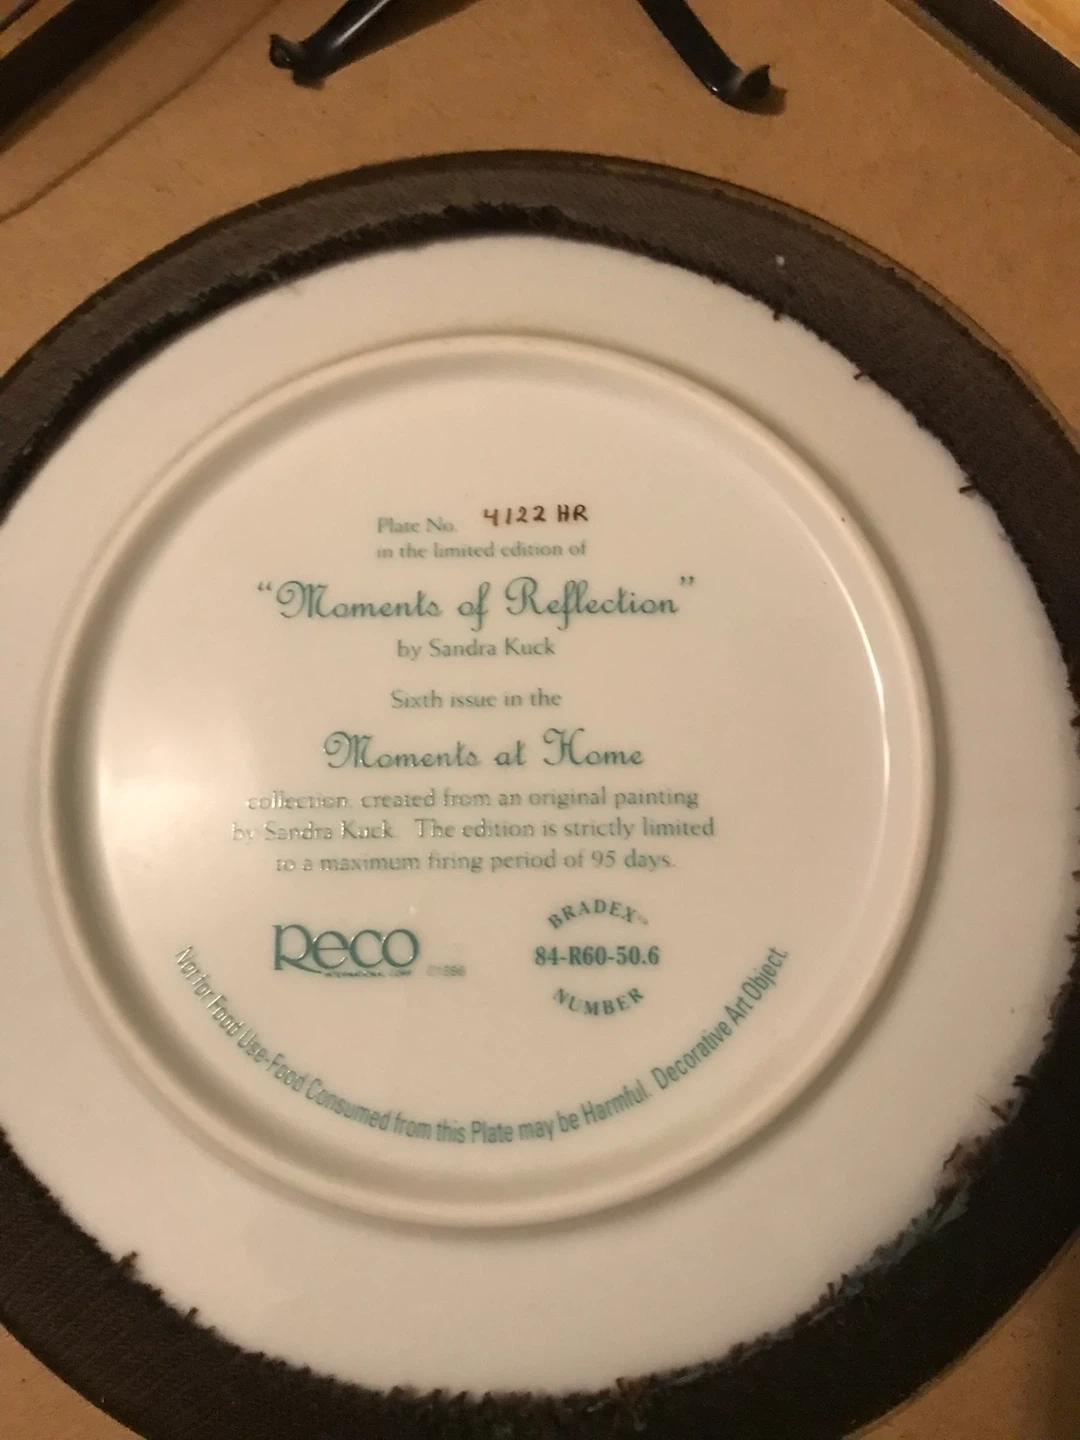 Plate No. 4122 HR
in the limited edition of
“Moments of Reflection”
by Sandra Kuck
Sixth issue in the
Moments at Home
collection, created from an original painting
by Sandra Kuck. The edition is strictly limited
to a maximum firing period of 95 days.
Reco
INTERNATIONAL CORP.
BRADEX™
84-R60-50.6
NUMBER
Not for Food Use-Food Consumed from this Plate may be Harmful. Decorative Art Object.